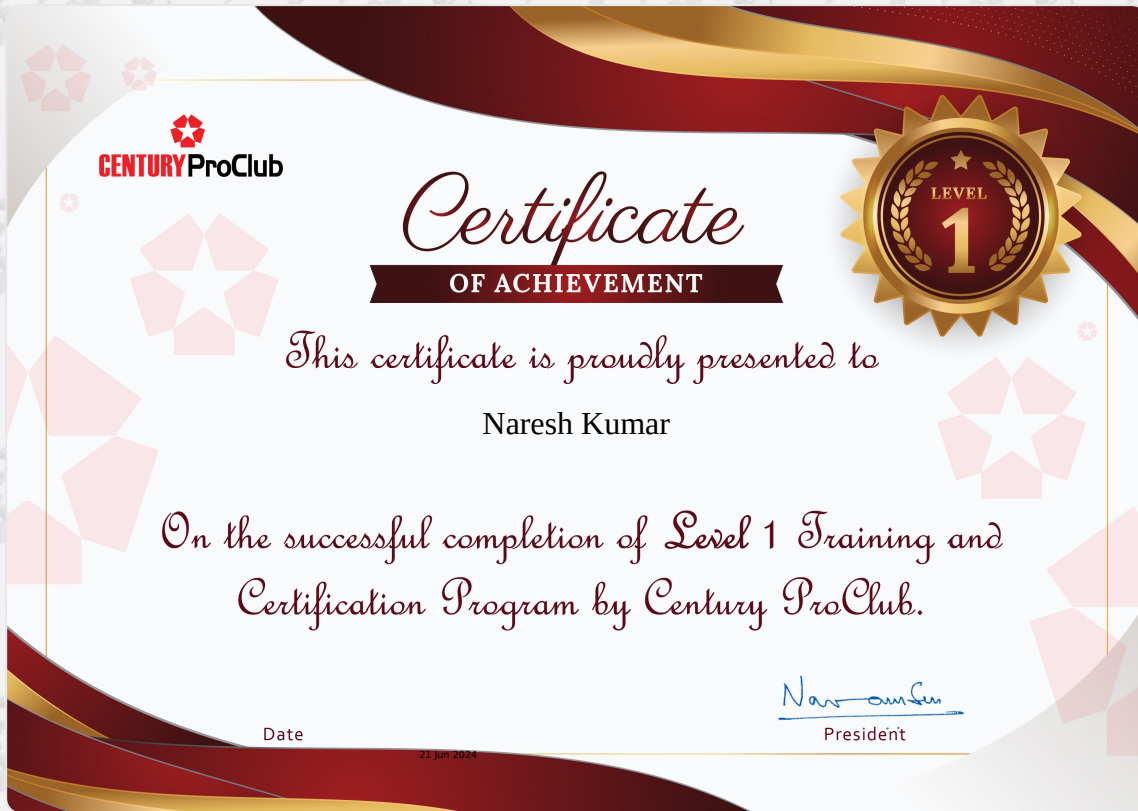 CENTURY ProClub
LEVEL
1
Certificate
OF ACHIEVEMENT
This certificate is proudly presented to
Naresh Kumar
On the successful completion of Level 1 Training and
Certification Program by Century ProClub.
Date
President
21 Jun 2024